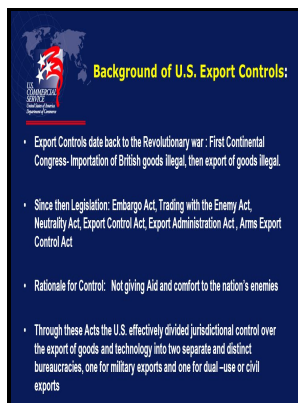 Background of U.S. Export Controls:
U.S.
COMMERCIAL
SERVICE
United States of America
Department of Commerce
• Export Controls date back to the Revolutionary war : First Continental
Congress- Importation of British goods illegal, then export of goods illegal.
• Since then Legislation: Embargo Act, Trading with the Enemy Act,
Neutrality Act, Export Control Act, Export Administration Act , Arms Export
Control Act
• Rationale for Control: Not giving Aid and comfort to the nation's enemies
• Through these Acts the U.S. effectively divided jurisdictional control over
the export of goods and technology into two separate and distinct
bureaucracies, one for military exports and one for dual –use or civil
exports